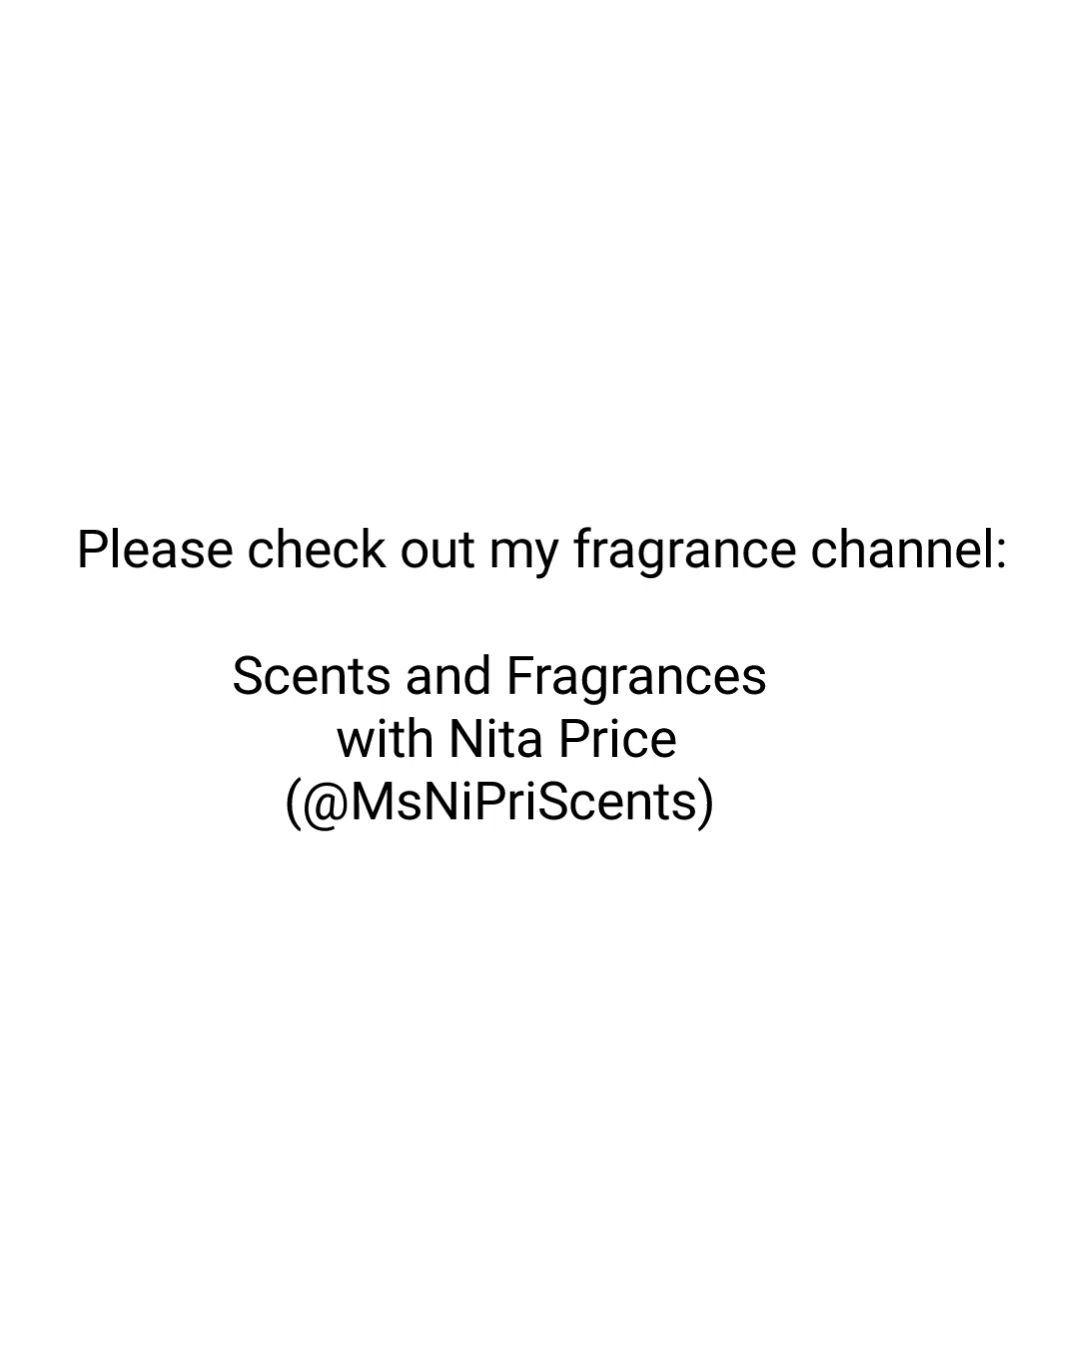 Please check out my fragrance channel:
Scents and Fragrances
with Nita Price
(@MsNiPriScents)